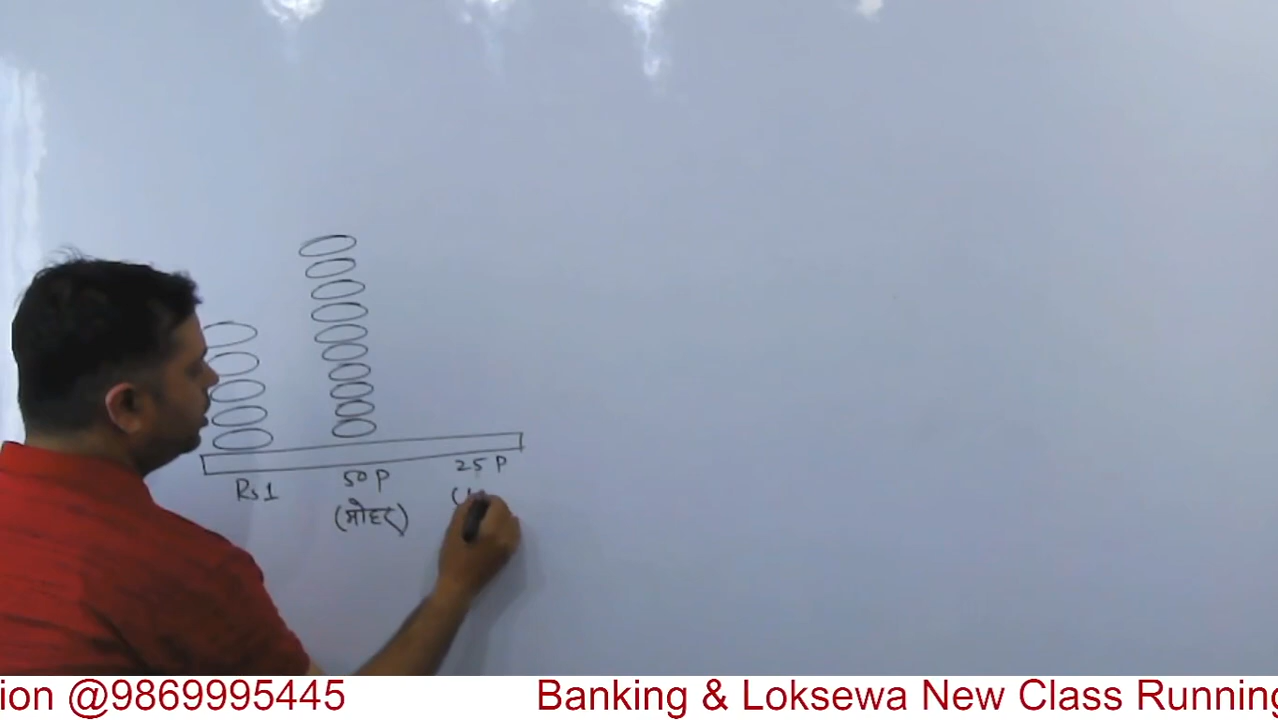 Rs 1 50 P 25 P
(मोहर) (
ion @9869995445 Banking & Loksewa New Class Running